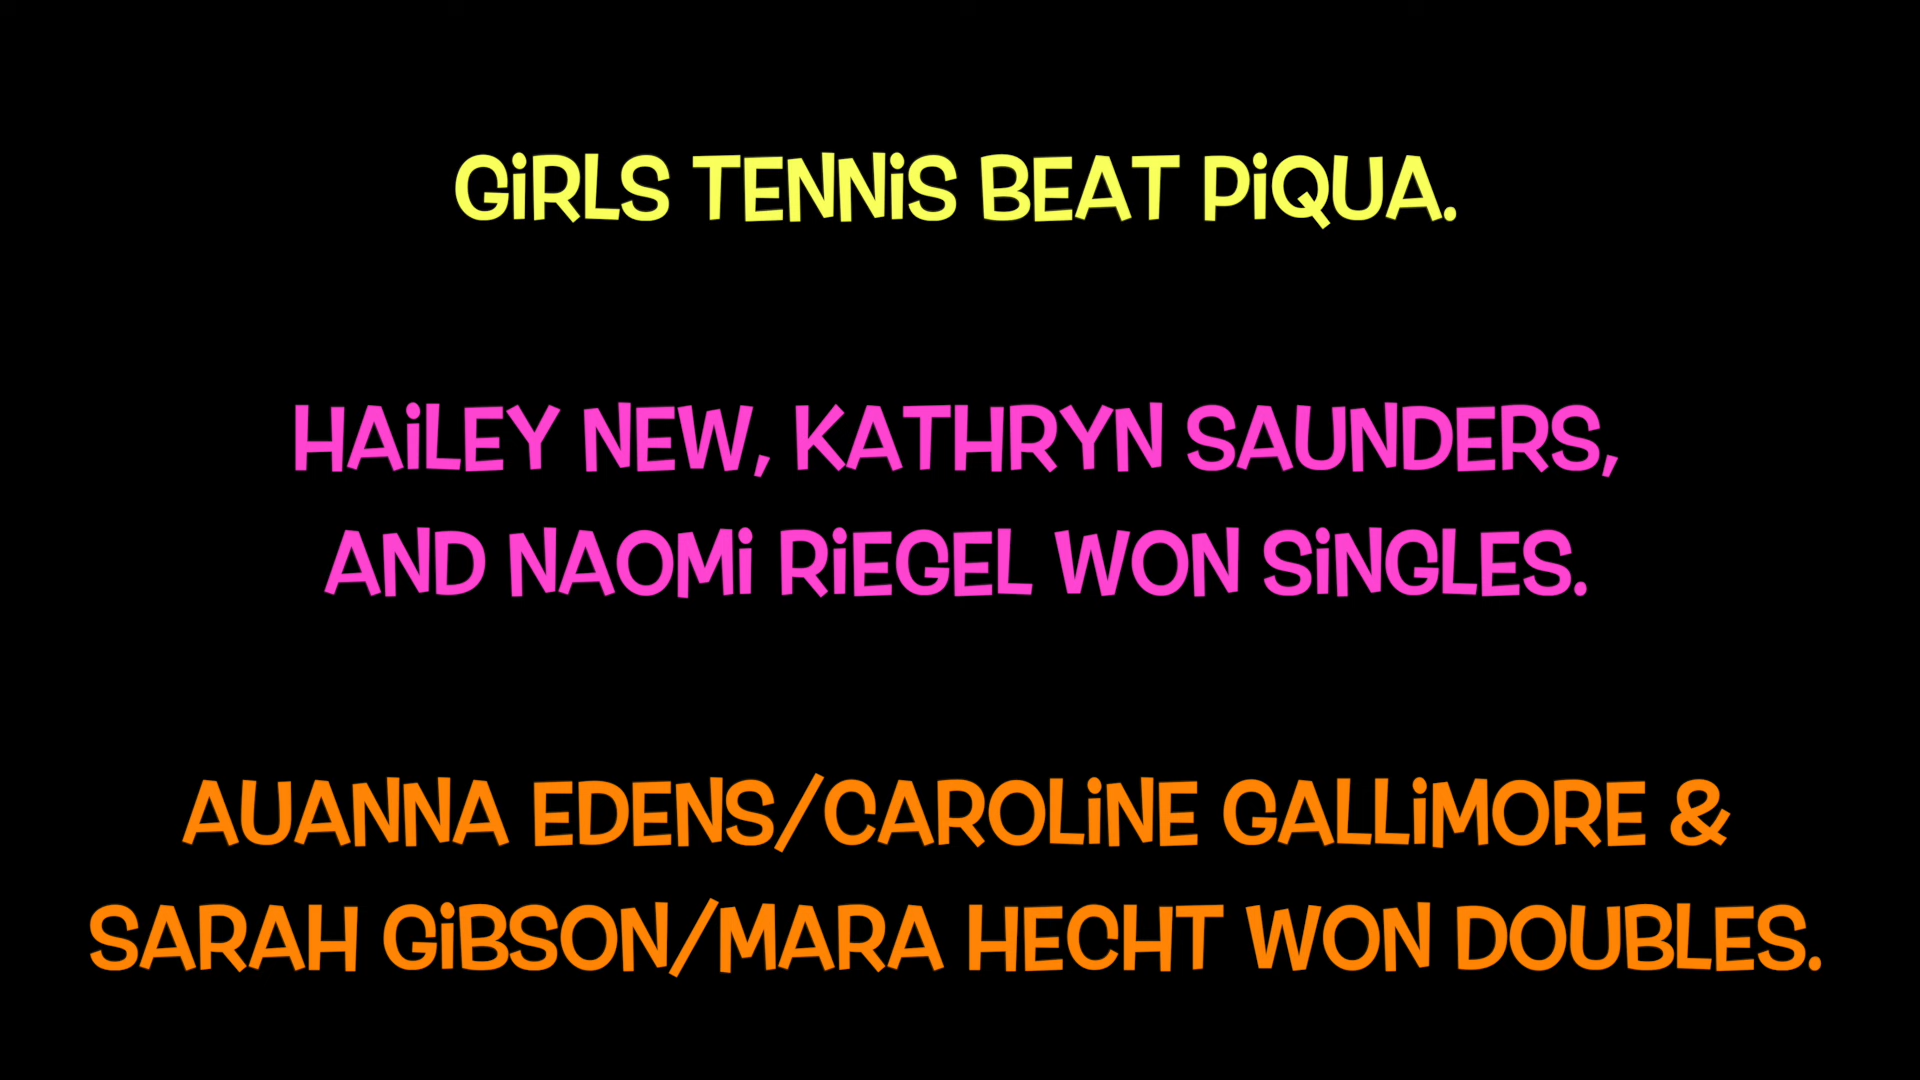 GiRLS TENNiS BEAT PiQUA.
HAiLEY NEW, KATHRYN SAUNDERS,
AND NAOMi RiEGEL WON SiNGLES.
AUANNA EDENS/CAROLiNE GALLiMORE &
SARAH GiBSON/MARA HECHT WON DOUBLES.